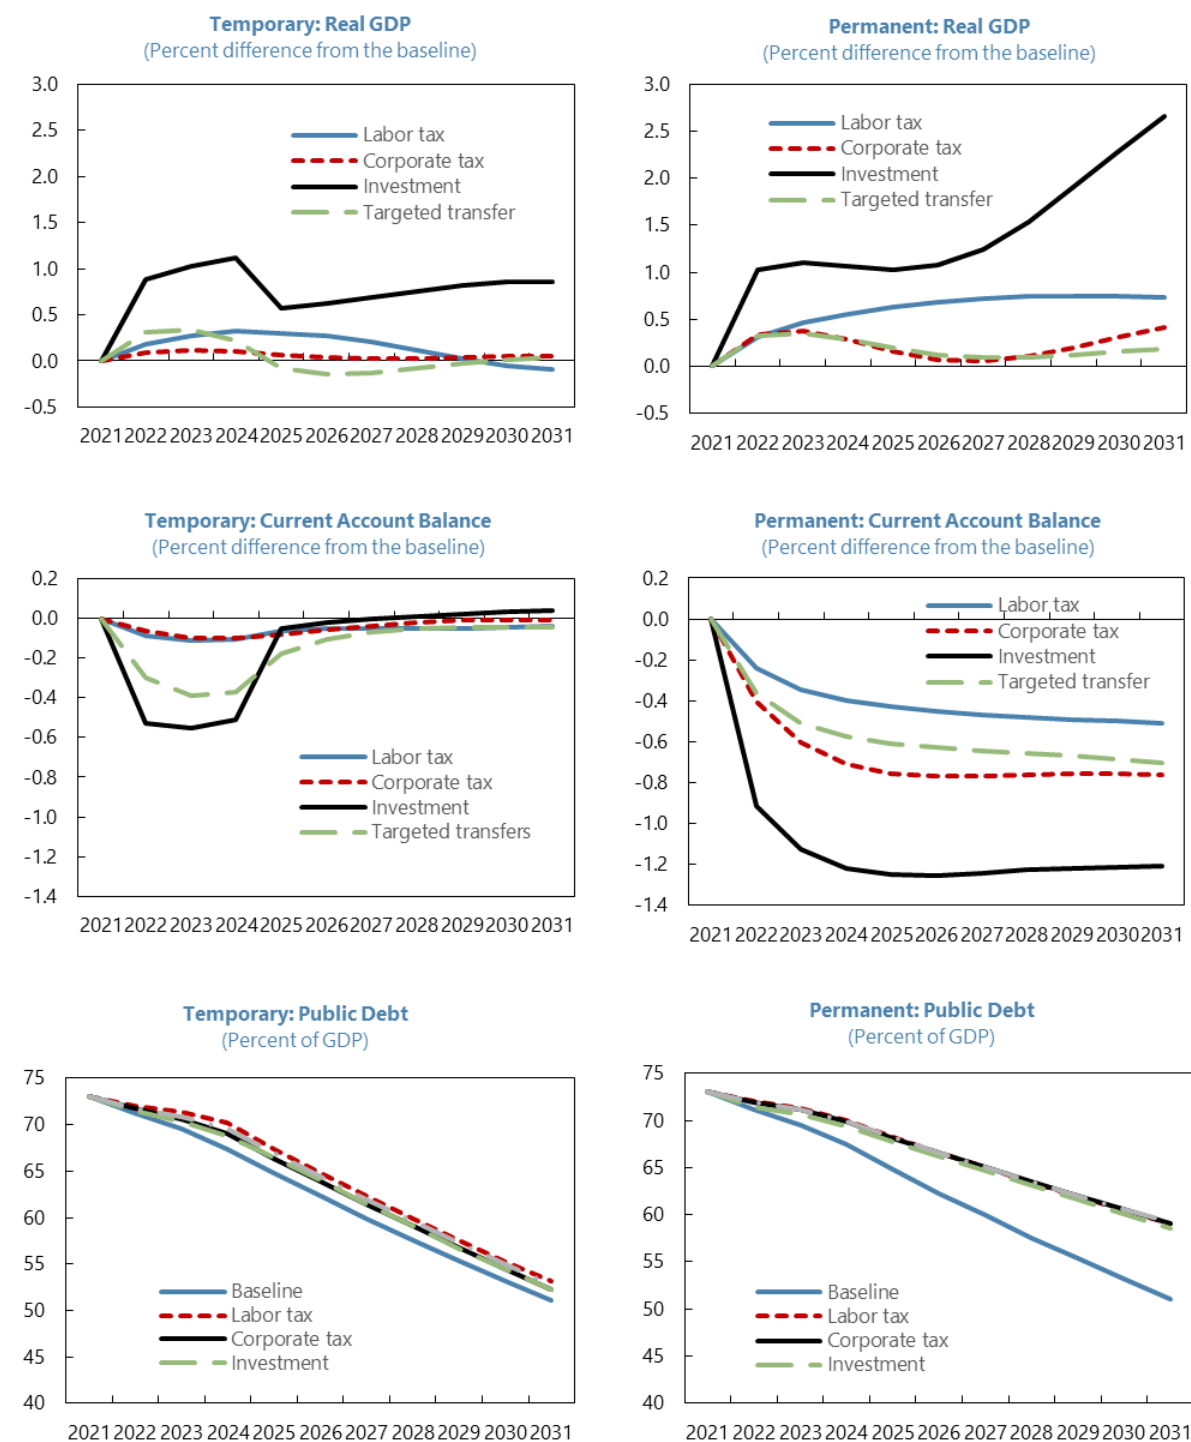 Temporary: Real GDP
(Percent difference from the baseline)
3.0
2.5
2.0
1.5
1.0
0.5
0.0
-0.5
Labor tax
Corporate tax
Investment
Targeted transfer
2021 2022 2023 2024 2025 2026 2027 2028 2029 2030 2031
Permanent: Real GDP
(Percent difference from the baseline)
3.0
2.5
2.0
1.5
1.0
0.5
0.0
-0.5
Labor tax
Corporate tax
Investment
Targeted transfer
2021 2022 2023 2024 2025 2026 2027 2028 2029 2030 2031
Temporary: Current Account Balance
(Percent difference from the baseline)
0.2
0.0
-0.2
-0.4
-0.6
-0.8
-1.0
-1.2
-1.4
Labor tax
Corporate tax
Investment
Targeted transfers
2021 2022 2023 2024 2025 2026 2027 2028 2029 2030 2031
Permanent: Current Account Balance
(Percent difference from the baseline)
0.2
0.0
-0.2
-0.4
-0.6
-0.8
-1.0
-1.2
-1.4
Labor tax
Corporate tax
Investment
Targeted transfer
2021 2022 2023 2024 2025 2026 2027 2028 2029 2030 2031
Temporary: Public Debt
(Percent of GDP)
75
70
65
60
55
50
45
40
Baseline
Labor tax
Corporate tax
Investment
2021 2022 2023 2024 2025 2026 2027 2028 2029 2030 2031
Permanent: Public Debt
(Percent of GDP)
75
70
65
60
55
50
45
40
Baseline
Labor tax
Corporate tax
Investment
2021 2022 2023 2024 2025 2026 2027 2028 2029 2030 2031